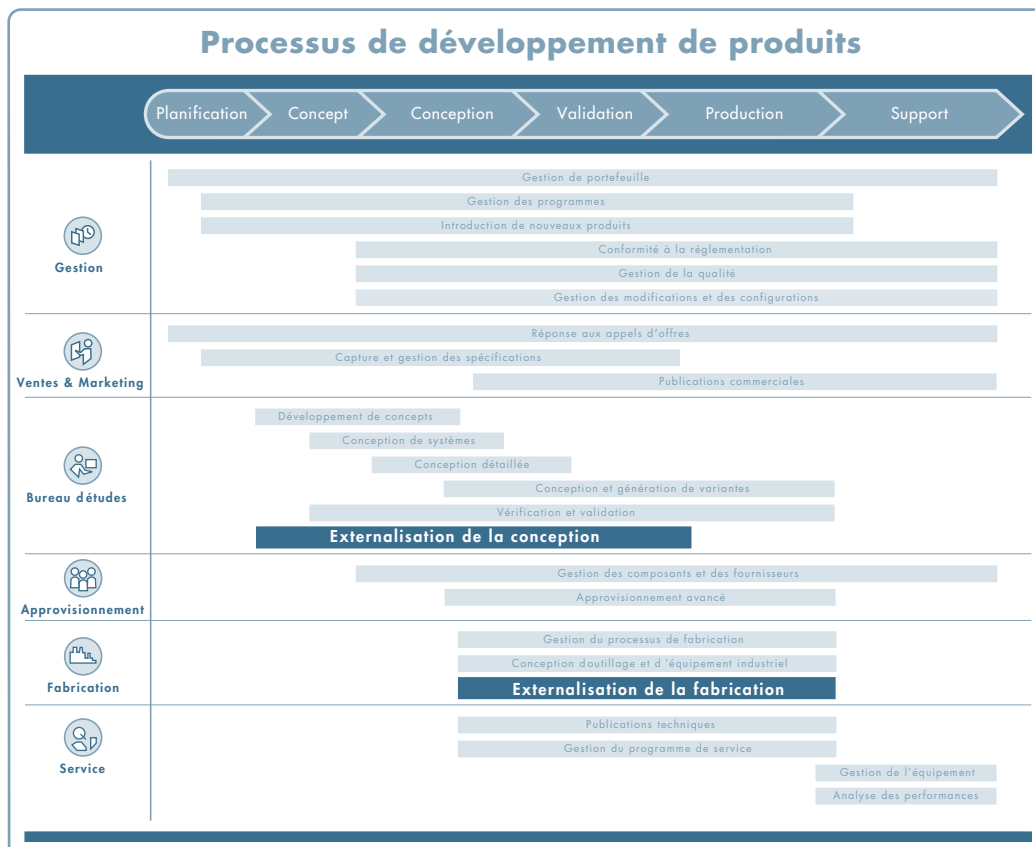 Processus de développement de produits
Planification
Concept
Conception
Validation
Production
Support
Gestion de portefeuille
Gestion des programmes
Introduction de nouveaux produits
Conformité à la réglementation
Gestion de la qualité
Gestion des modifications et des configurations
Gestion
Réponse aux appels d'offres
Capture et gestion des spécifications
Publications commerciales
Ventes & Marketing
Développement de concepts
Conception de systèmes
Conception détaillée
Conception et génération de variantes
Vérification et validation
Externalisation de la conception
Bureau d études
Gestion des composants et des fournisseurs
Approvisionnement avancé
Approvisionnement
Gestion du processus de fabrication
Conception doutillage et d 'équipement industriel
Externalisation de la fabrication
Fabrication
Publications techniques
Gestion du programme de service
Gestion de l'équipement
Analyse des performances
Service